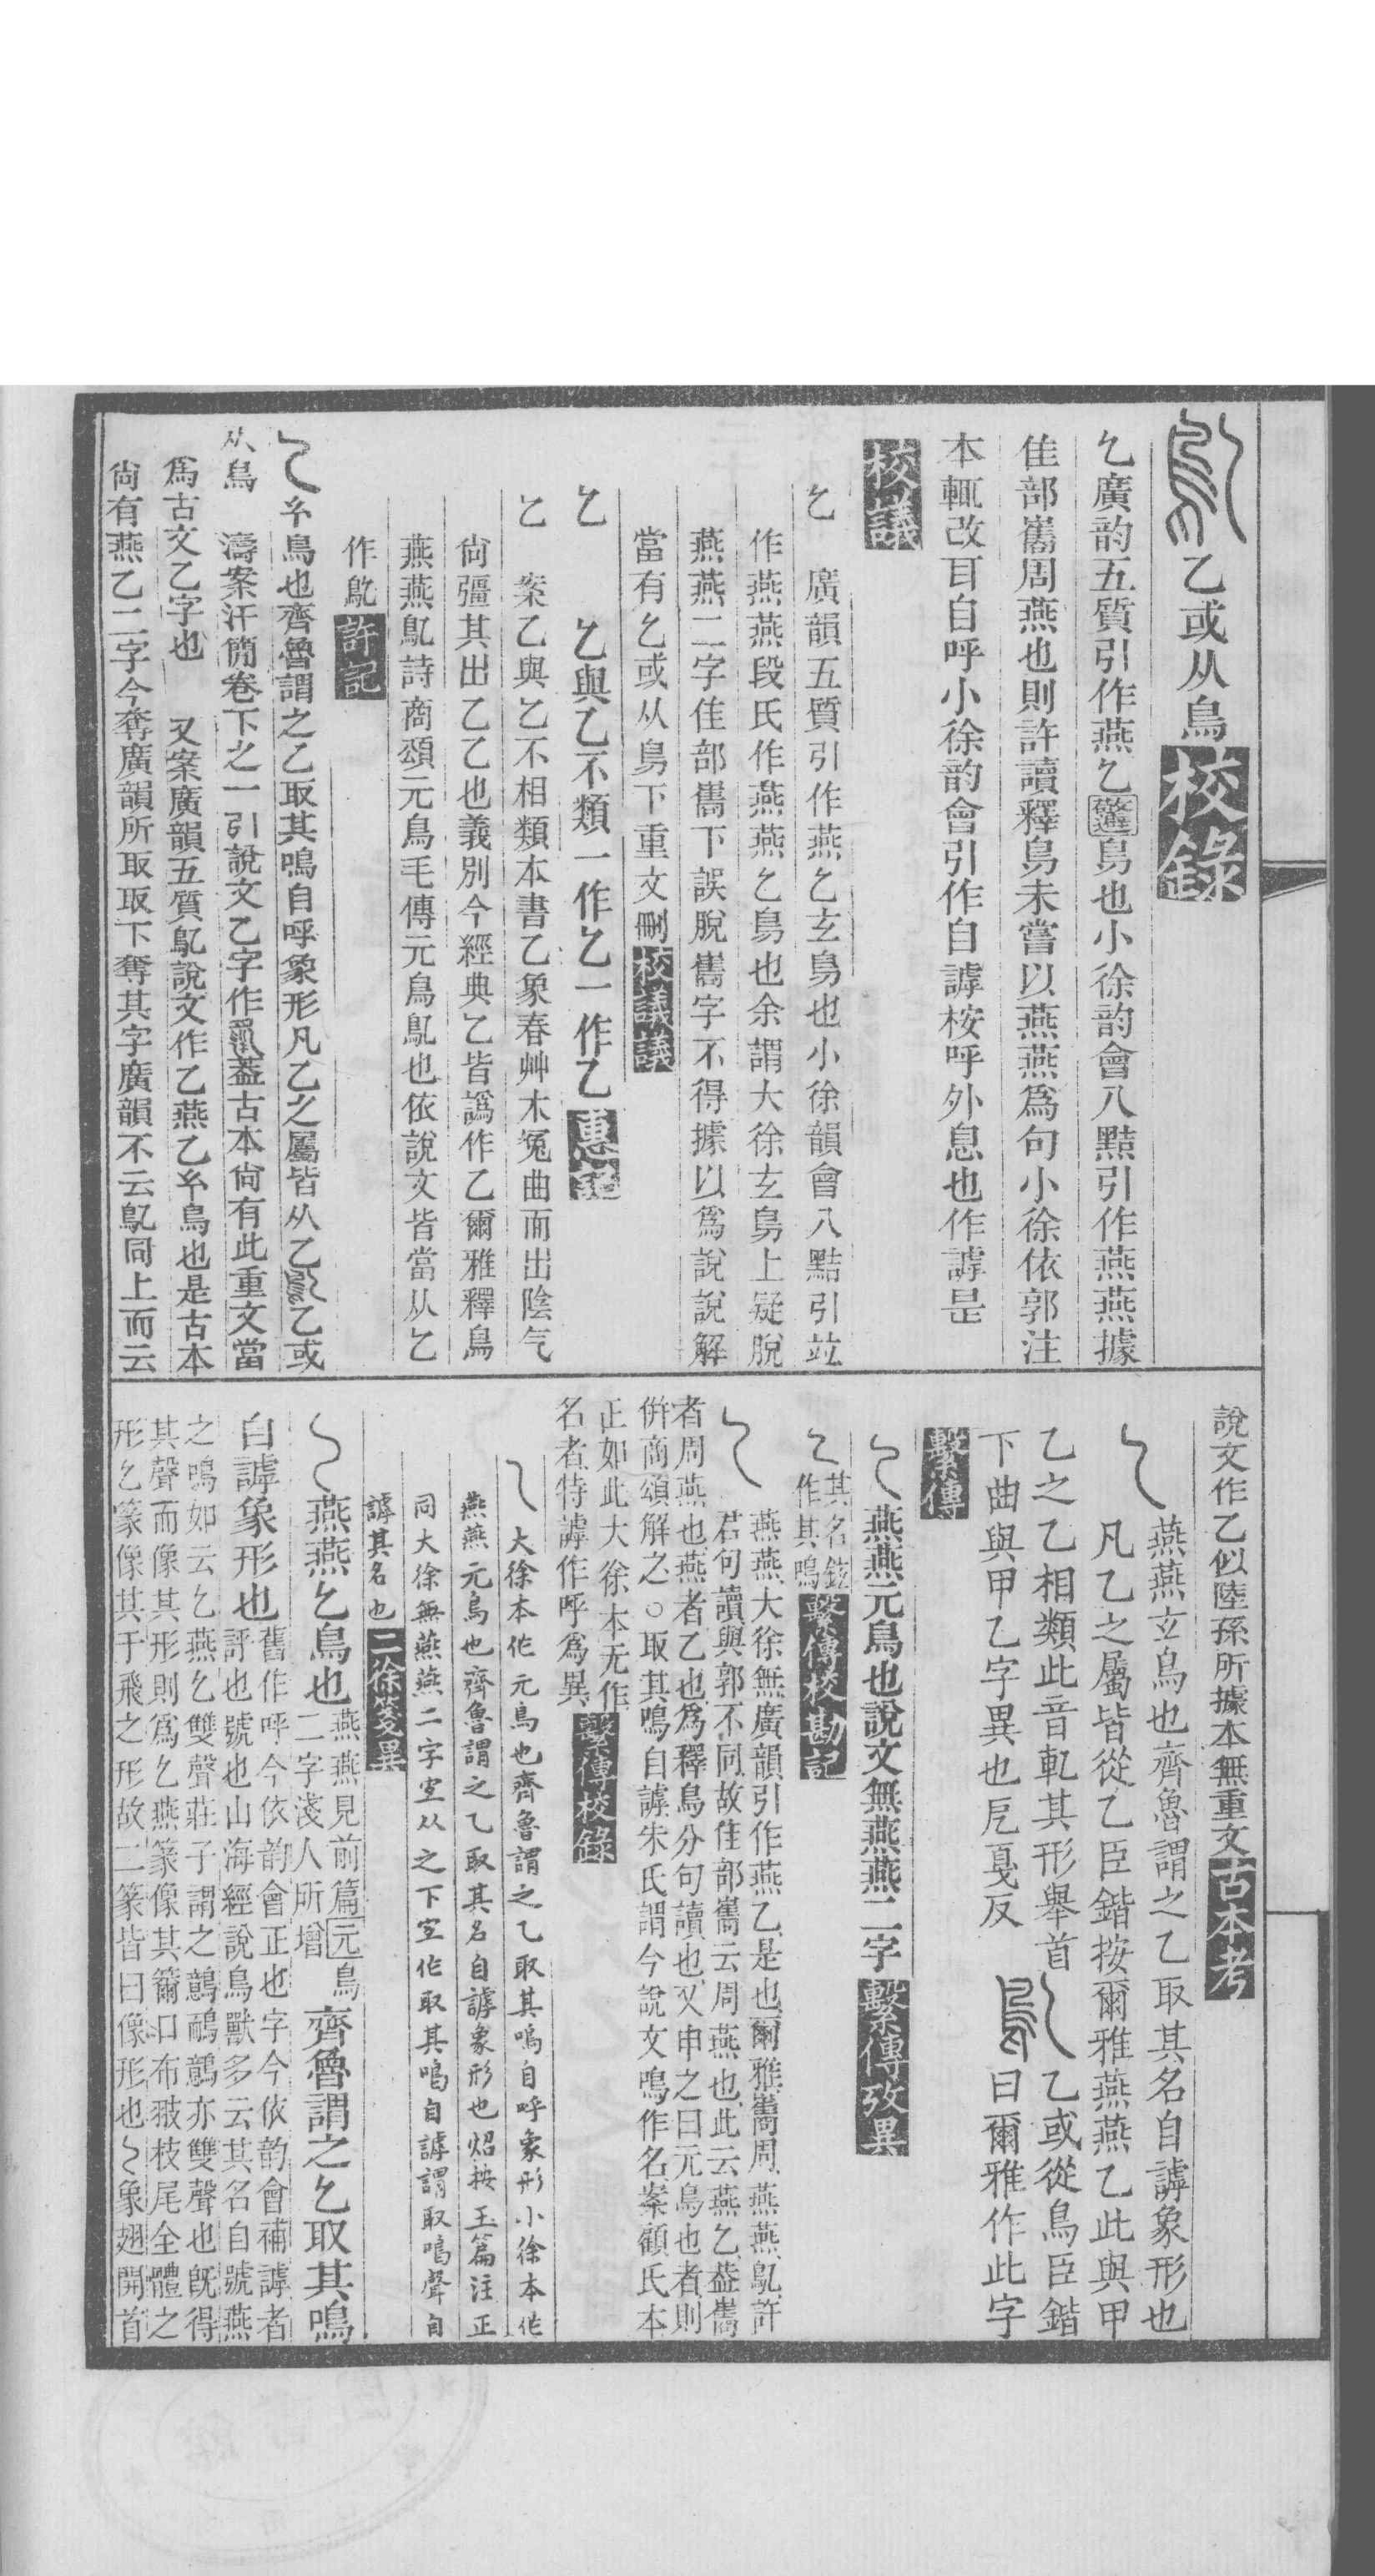 乙或从鳥校錄
乞廣韵五質引作燕乞鳥也小徐韵會八黠引作燕燕據
隹部巂周燕也則許讀釋鳥未嘗以燕燕爲句小徐依郭注
本輒改耳自呼小徐韵會引作自謼桉呼外息也作謼是
校議
乞　廣韻五質引作燕乞玄鳥也小徐韻會八黠引竝
作燕燕段氏作燕燕乞鳥也余謂大徐玄鳥上疑脫
燕燕二字隹部巂下誤脫巂字不得據以爲說說解
當有乞或从鳥下重文刪校議議
乞　乞與乙不類一作乞一作乙惠記
乞　案乙與乞不相類本書乙象春艸木冤曲而出陰气
尙彊其出乙乙也義別今經典乞皆譌作乙爾雅釋鳥
燕燕鳦詩商頌元鳥毛傳元鳥鳦也依說文皆當从乞
作鳦許記
乞　玄鳥也齊魯謂之乙取其鳴自呼象形凡乙之屬皆从乙　乙或
从鳥　濤案汗簡卷下之一引說文乙字作　蓋古本尙有此重文當
爲古文乙字也　又案廣韻五質鳦說文作乙燕乙玄鳥也是古本
尙有燕乙二字今奪廣韻所取取下奪其字廣韻不云鳦同上而云
說文作乙似陸孫所據本無重文古本考
乞　燕燕玄鳥也齊魯謂之乙取其名自謼象形也
凡乙之屬皆從乙臣鍇按爾雅燕燕乙此與甲
乙之乙相類此音軋其形舉首
下曲與甲乙字異也戹戛反　乙或從鳥臣鍇
曰爾雅作此字
繫傳
乞　燕燕元鳥也說文無燕燕二字繫傳攷異
乞　其名鈜
作其鳴繫傳校勘記
乞　燕燕大徐無廣韻引作燕乙是也爾雅巂周燕燕鳦許
君句讀與郭不同故隹部巂云周燕也此云燕乞蓋巂
者周燕也燕者乙也爲釋鳥分句讀也又申之曰元鳥也者則
併商頌解之○取其鳴自謼朱氏謂今說文鳴作名案顧氏本
正如此大徐本无作
名者特謼作呼爲異繫傳校錄
乞　大徐本作元鳥也齊魯謂之乙取其鳴自呼象形小徐本作
燕燕元鳥也齊魯謂之乙取其名自謼象形也炤按玉篇注正
同大徐無燕燕二字宜从之下宜作取其鳴自謼謂取鳴聲自
謼其名也二徐箋異
乞　燕燕乞鳥也燕燕見前篇元鳥
二字淺人所增齊魯謂之乞取其鳴
自謼象形也舊作呼今依韵會正也字今依韵會補謼者
評也號也山海經說鳥獸多云其名自號燕
之鳴如云乞燕乞雙聲莊子謂之鷾鴯鷾亦雙聲也旣得
其聲而像其形則爲乞燕篆像其籋口布翄枝尾全體之
形乞篆像其于飛之形故二篆皆曰像形也乞象翅開首